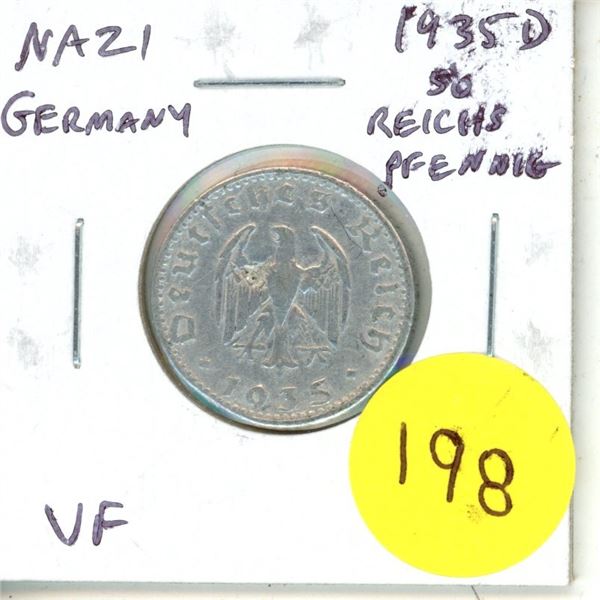 NAZI
GERMANY
1935D
50
REICHS
PFENNIG
Deutsches Reich
1935
VF
198